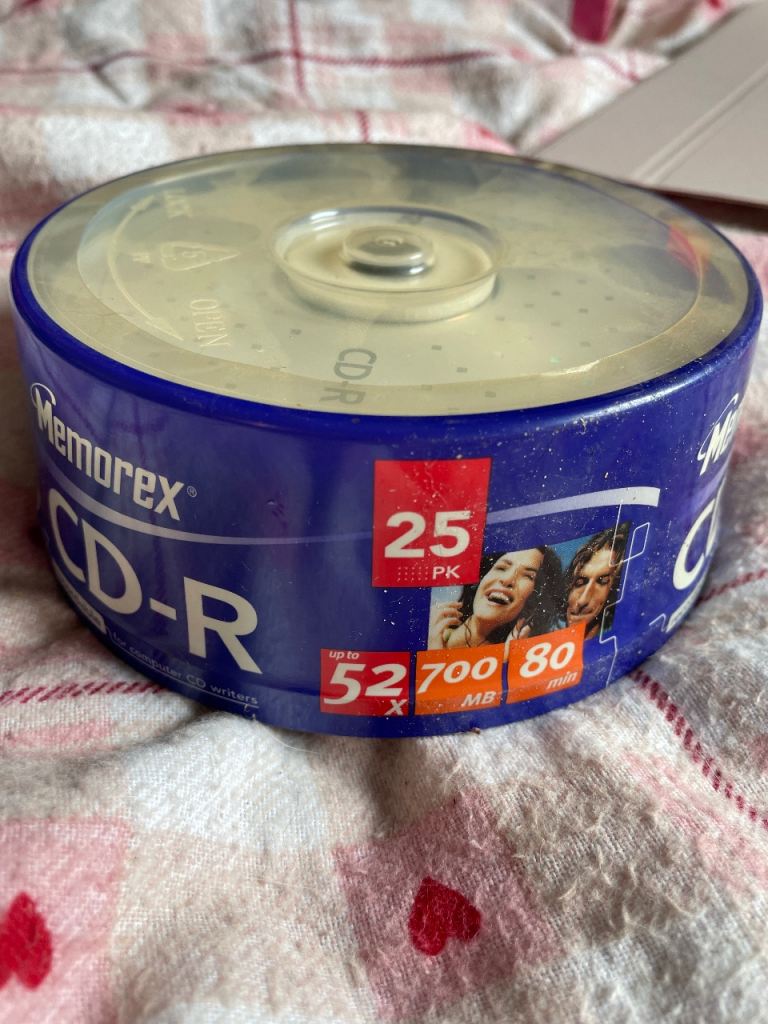 OPEN
CD-R
Memorex®
CD-R
for computer CD writers
25
PK
up to
52
X
700
MB
80
min